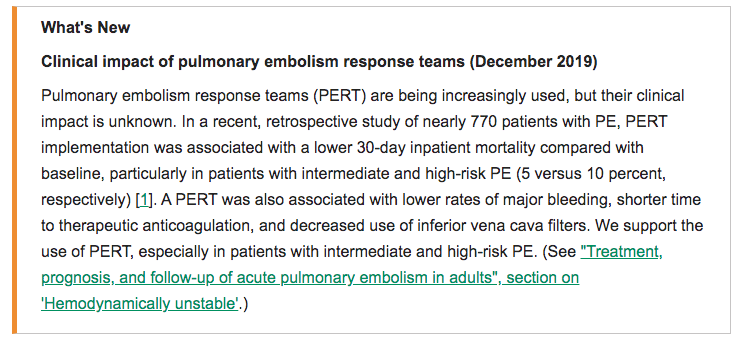 What's New
Clinical impact of pulmonary embolism response teams (December 2019)
Pulmonary embolism response teams (PERT) are being increasingly used, but their clinical
impact is unknown. In a recent, retrospective study of nearly 770 patients with PE, PERT
implementation was associated with a lower 30-day inpatient mortality compared with
baseline, particularly in patients with intermediate and high-risk PE (5 versus 10 percent,
respectively) [1]. A PERT was also associated with lower rates of major bleeding, shorter time
to therapeutic anticoagulation, and decreased use of inferior vena cava filters. We support the
use of PERT, especially in patients with intermediate and high-risk PE. (See "Treatment,
prognosis, and follow-up of acute pulmonary embolism in adults", section on
'Hemodynamically unstable'.)